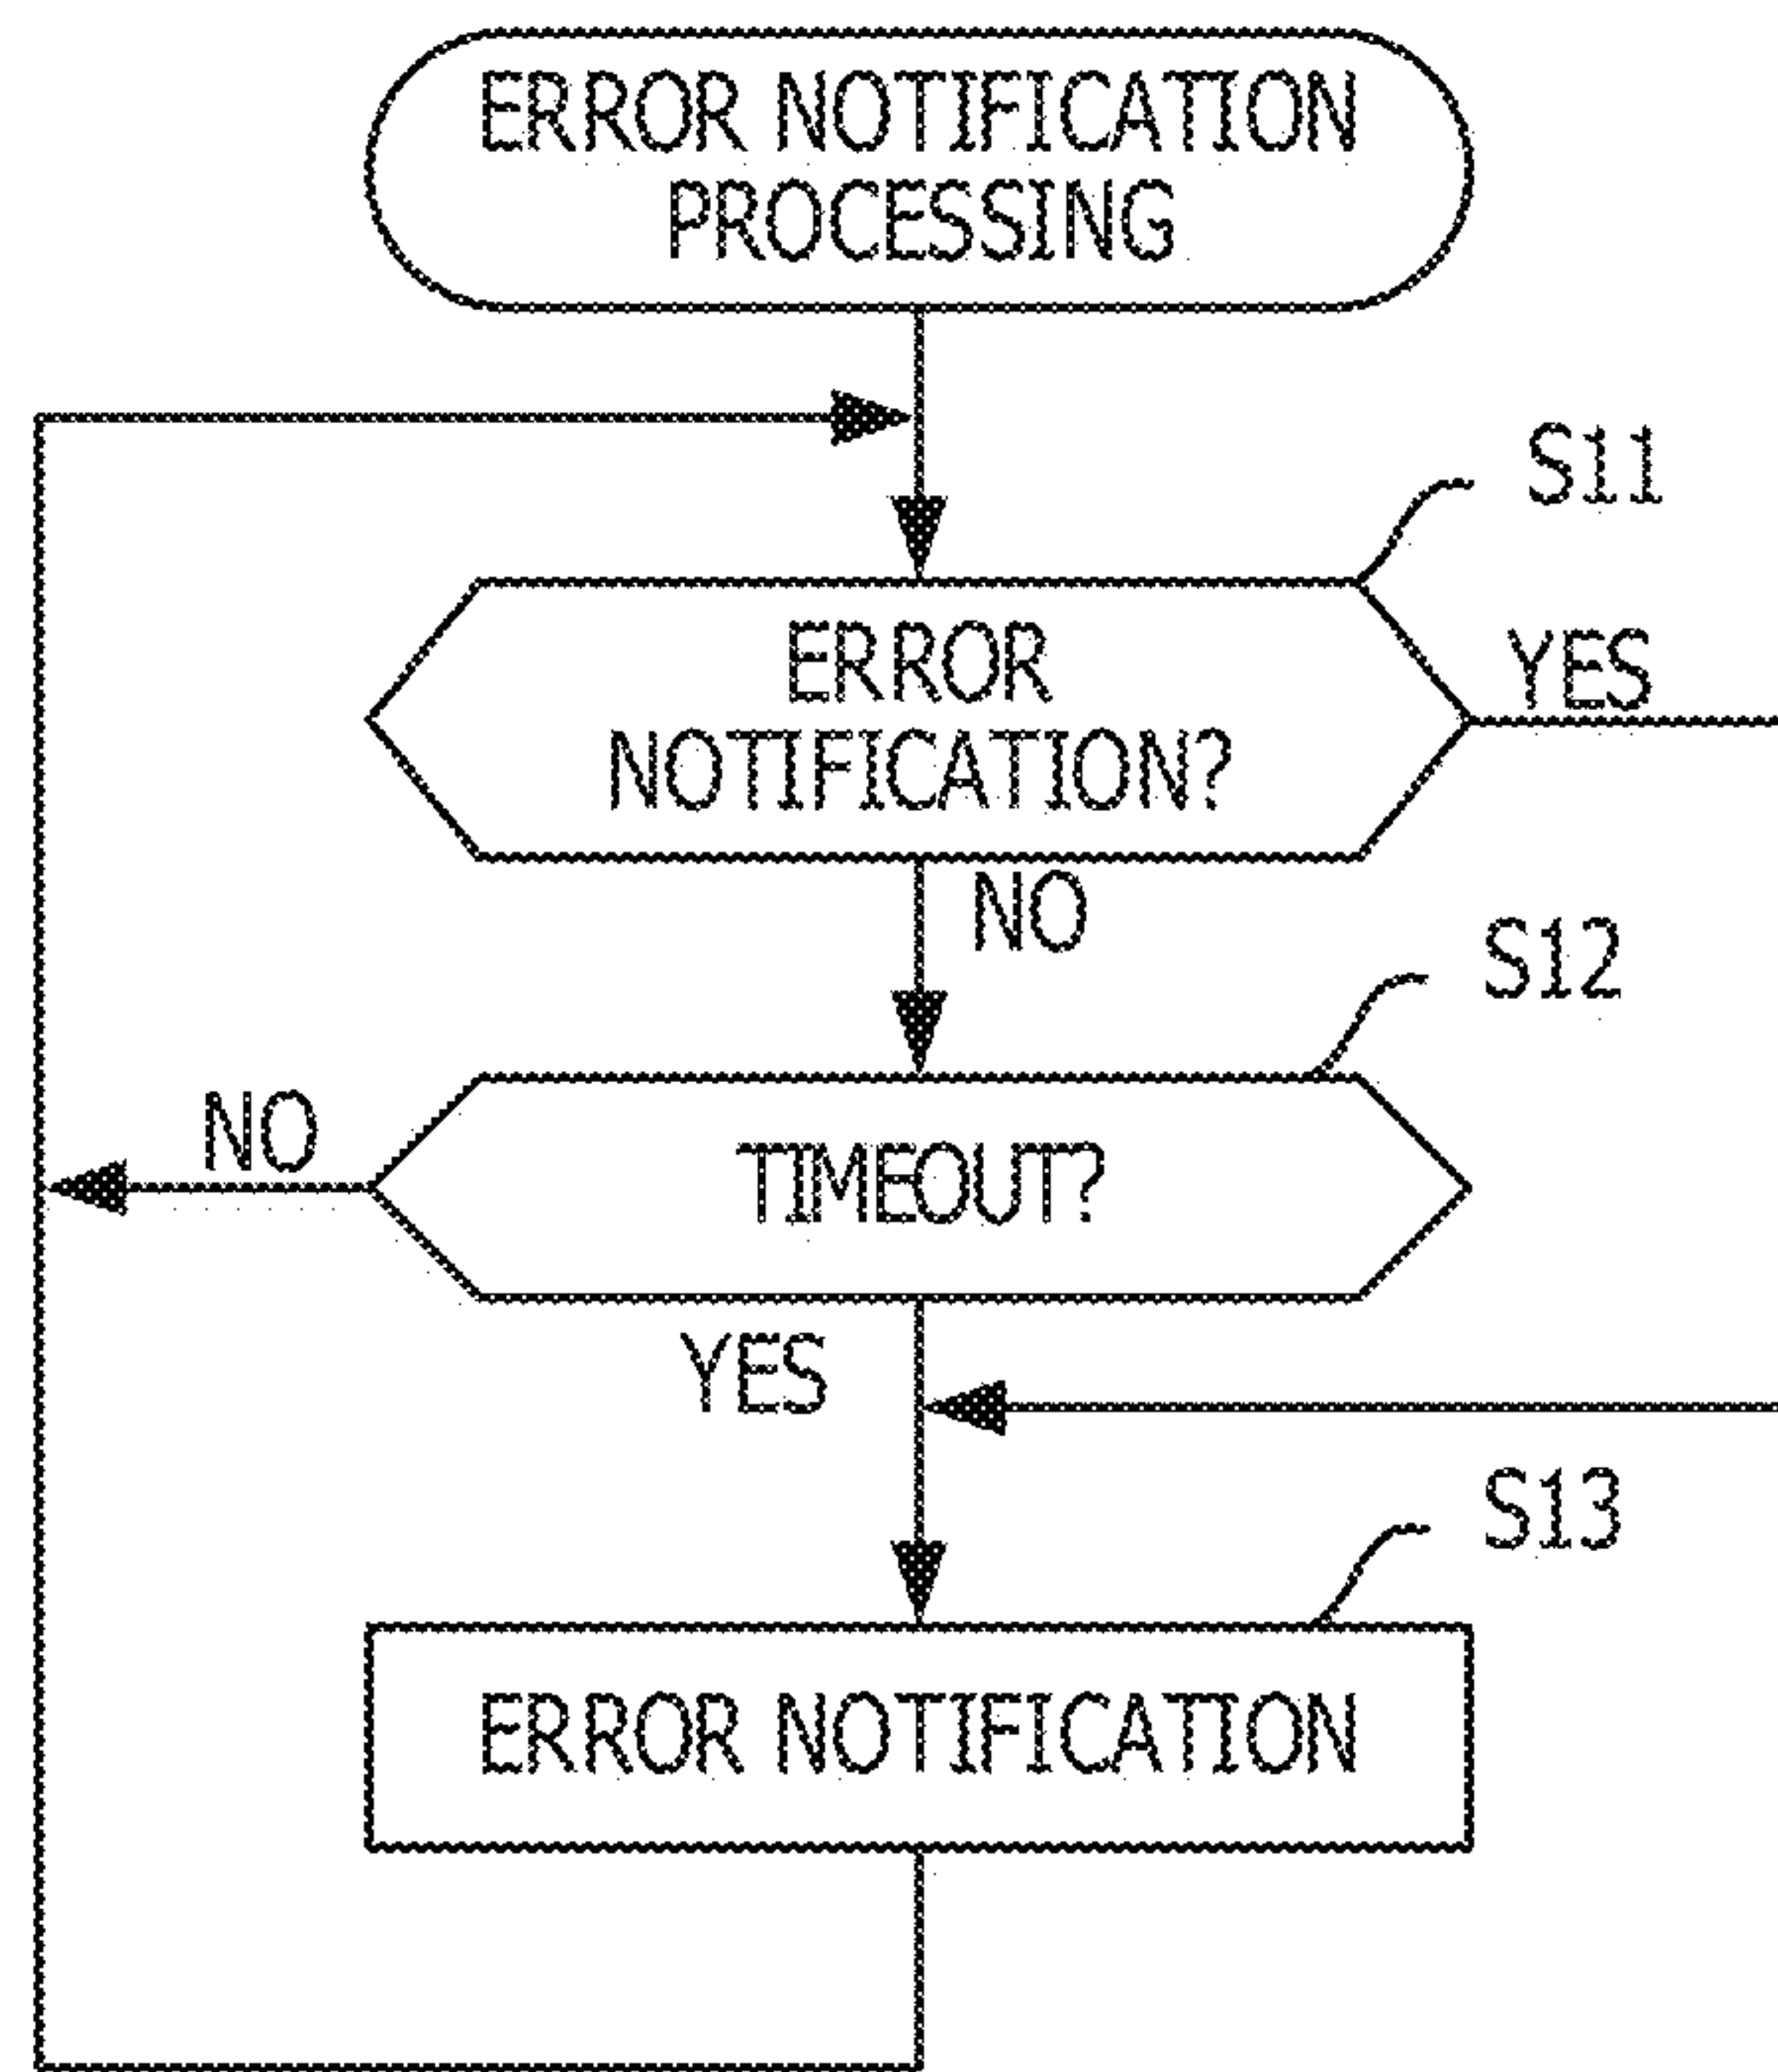 ERROR NOTIFICATION
PROCESSING
S11
ERROR
NOTIFICATION?
YES
NO
S12
NO
TIMEOUT?
YES
S13
ERROR NOTIFICATION